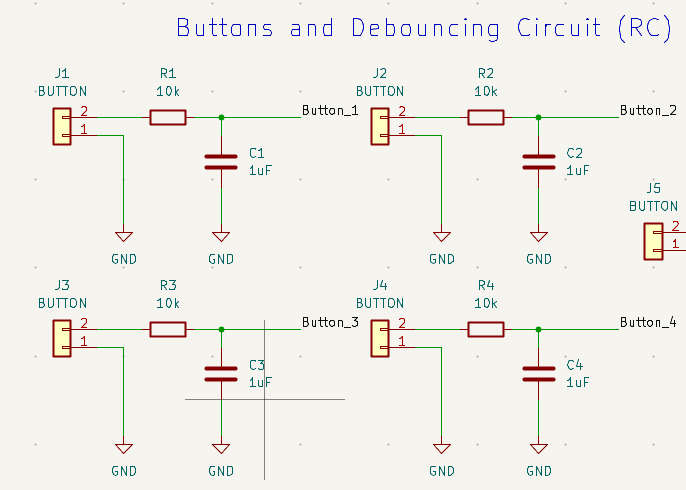 Buttons and Debouncing Circuit (RC)
J1
BUTTON
R1
10k
2
1
Button_1
C1
1uF
GND
GND
J2
BUTTON
R2
10k
2
1
Button_2
C2
1uF
GND
GND
J5
BUTTON
2
1
J3
BUTTON
R3
10k
2
1
Button_3
C3
1uF
GND
GND
J4
BUTTON
R4
10k
2
1
Button_4
C4
1uF
GND
GND